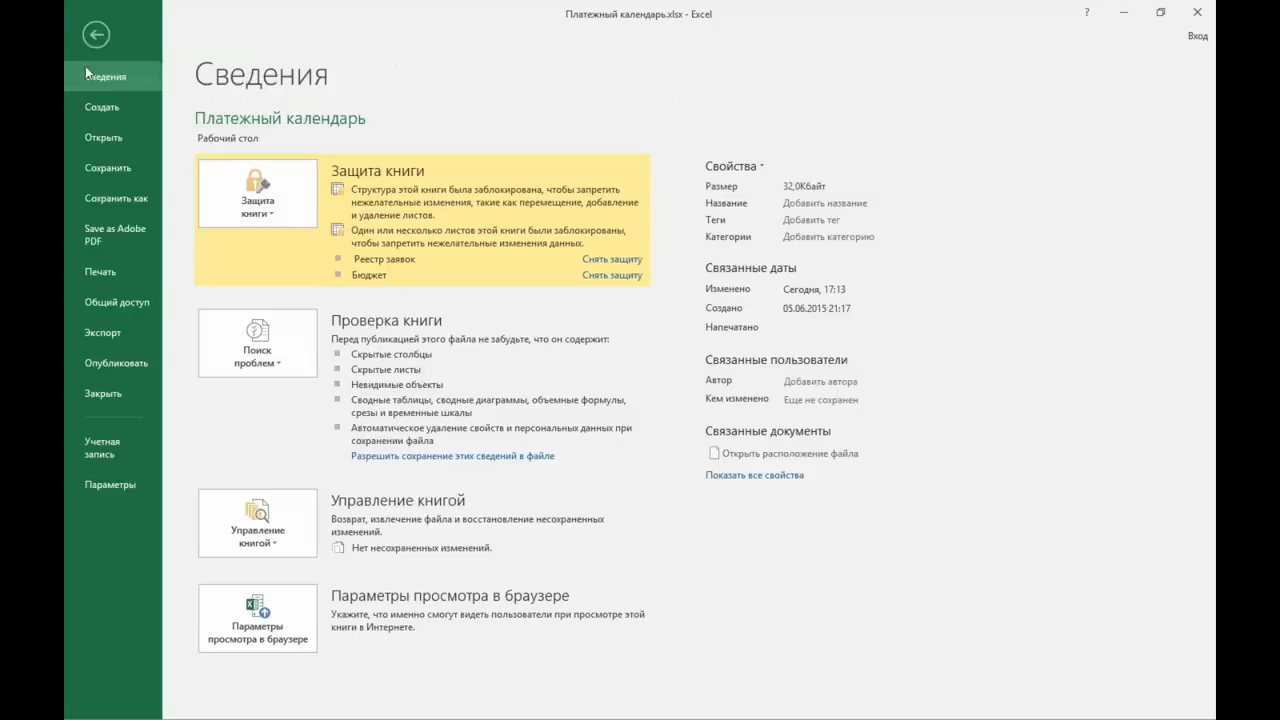 Платежный календарь.xlsx - Excel
?
Вход
Сведения
Создать
Открыть
Сохранить
Сохранить как
Save as Adobe
PDF
Печать
Общий доступ
Экспорт
Опубликовать
Закрыть
Учетная
запись
Параметры
Сведения
Платежный календарь
Рабочий стол
Защита
книги
Защита книги
Структура этой книги была заблокирована, чтобы запретить
нежелательные изменения, такие как перемещение, добавление
и удаление листов.
Один или несколько листов этой книги были заблокированы,
чтобы запретить нежелательные изменения данных.
Реестр заявок Снять защиту
Бюджет Снять защиту
Поиск
проблем
Проверка книги
Перед публикацией этого файла не забудьте, что он содержит:
Скрытые столбцы
Скрытые листы
Невидимые объекты
Сводные таблицы, сводные диаграммы, объемные формулы,
срезы и временные шкалы
Автоматическое удаление свойств и персональных данных при
сохранении файла
Разрешить сохранение этих сведений в файле
Управление
книгой
Управление книгой
Возврат, извлечение файла и восстановление несохраненных
изменений.
Нет несохраненных изменений.
Параметры
просмотра в браузере
Параметры просмотра в браузере
Укажите, что именно смогут видеть пользователи при просмотре этой
книги в Интернете.
Свойства
Размер 32,0Кбайт
Название Добавить название
Теги Добавить тег
Категории Добавить категорию
Связанные даты
Изменено Сегодня, 17:13
Создано 05.06.2015 21:17
Напечатано
Связанные пользователи
Автор Добавить автора
Кем изменено Еще не сохранен
Связанные документы
Открыть расположение файла
Показать все свойства